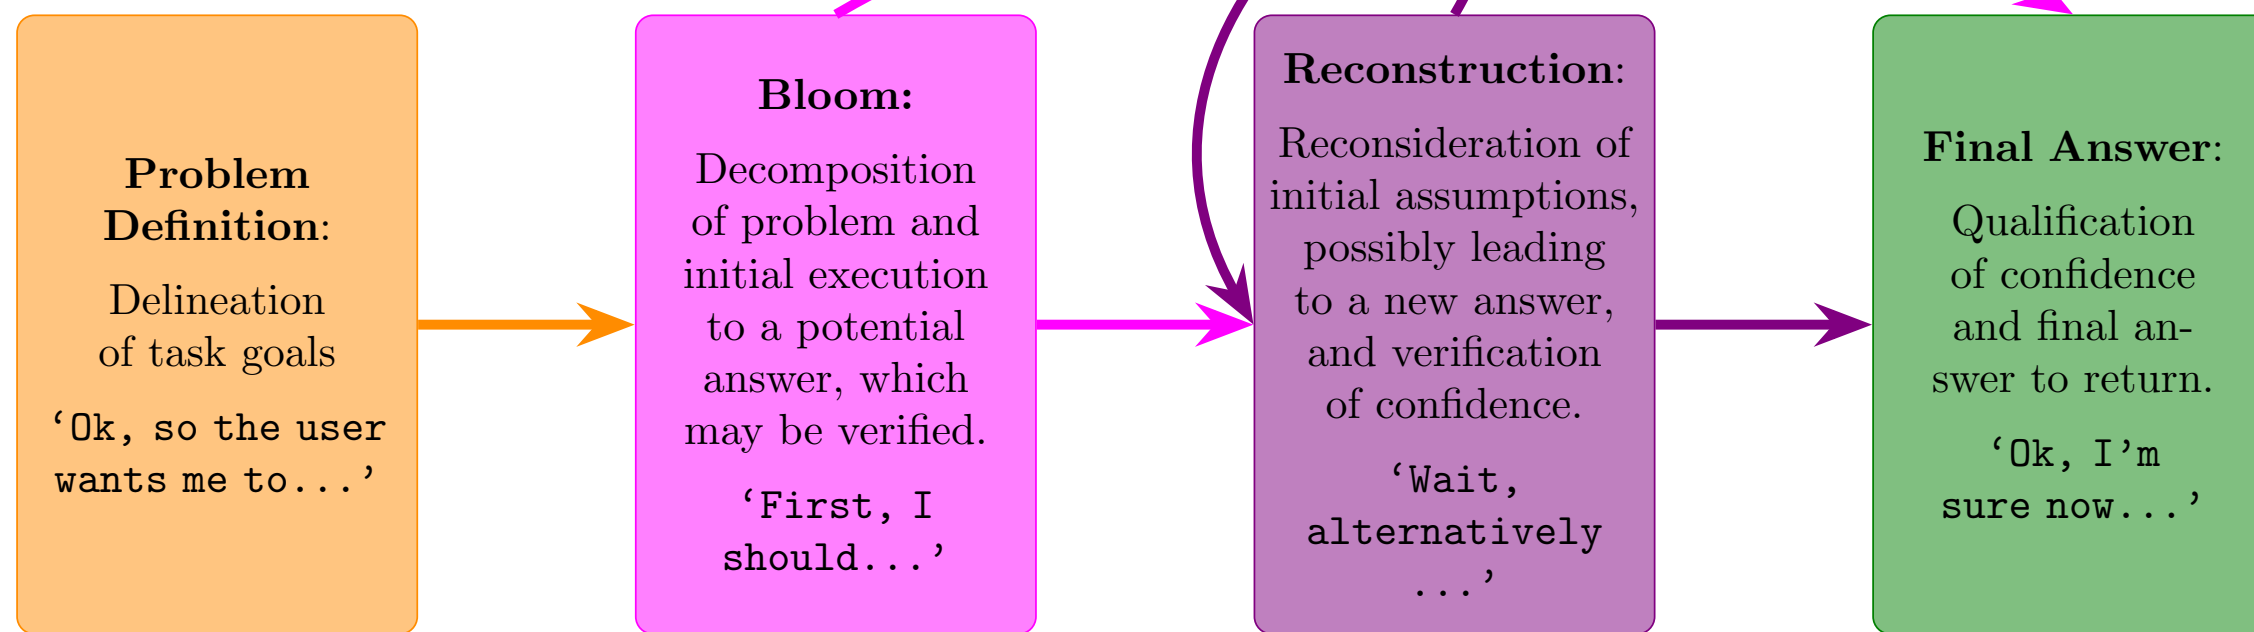 Problem
Definition:
Delineation
of task goals
‘Ok, so the user
wants me to...’
Bloom:
Decomposition
of problem and
initial execution
to a potential
answer, which
may be verified.
‘First, I
should...’
Reconstruction:
Reconsideration of
initial assumptions,
possibly leading
to a new answer,
and verification
of confidence.
‘Wait,
alternatively
...’
Final Answer:
Qualification
of confidence
and final an-
swer to return.
‘Ok, I’m
sure now...’